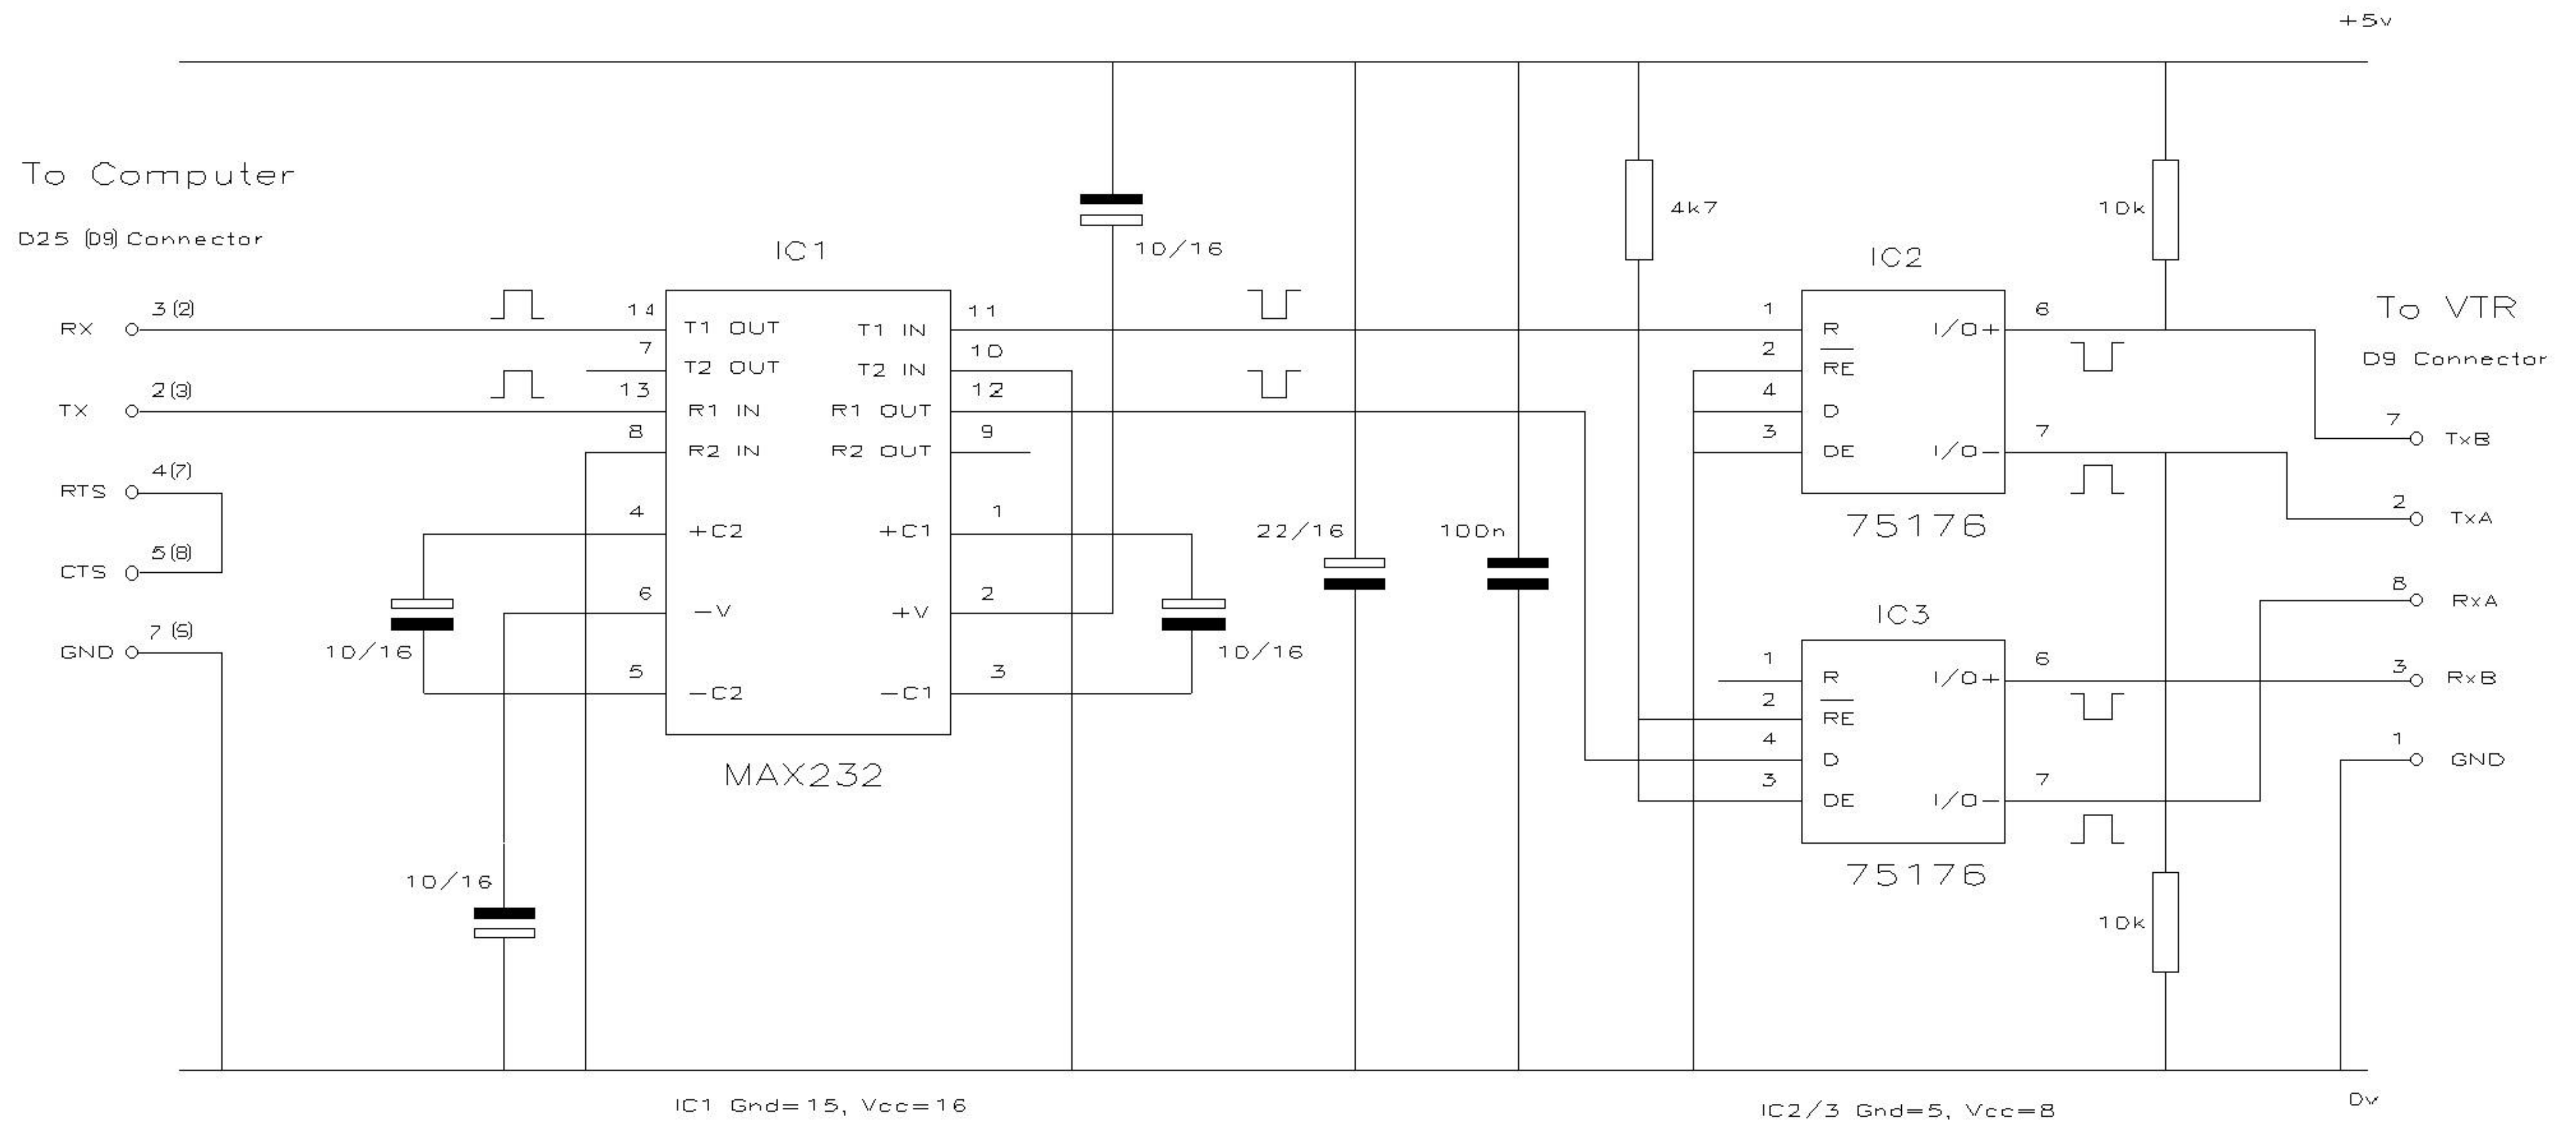 +5v
To Computer
D25 (D9) Connector
RX
3 (2)
TX
2 (3)
RTS
4 (7)
CTS
5 (8)
GND
7 (5)
IC1
14
T1 OUT
7
T2 OUT
13
R1 IN
8
R2 IN
4
+C2
6
−V
5
−C2
11
T1 IN
10
T2 IN
12
R1 OUT
9
R2 OUT
1
+C1
2
+V
3
−C1
MAX232
10/16
10/16
10/16
10/16
22/16
100n
4k7
10k
IC2
1
R
2
RE
4
D
3
DE
6
I/O+
7
I/O−
75176
IC3
1
R
2
RE
4
D
3
DE
6
I/O+
7
I/O−
75176
10k
To VTR
D9 Connector
7
TxB
2
TxA
8
RxA
3
RxB
1
GND
IC1 Gnd=15, Vcc=16
IC2/3 Gnd=5, Vcc=8
0v